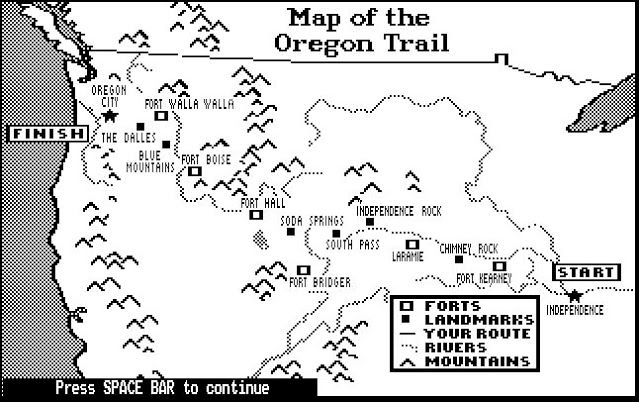 Map of the
Oregon Trail
OREGON
CITY
FORT WALLA WALLA
FINISH
THE DALLES
BLUE
MOUNTAINS
FORT BOISE
FORT HALL
SODA SPRINGS
INDEPENDENCE ROCK
SOUTH PASS
LARAMIE
CHIMNEY ROCK
FORT KEARNEY
START
FORT BRIDGER
INDEPENDENCE
FORTS
LANDMARKS
YOUR ROUTE
RIVERS
MOUNTAINS
Press SPACE BAR to continue